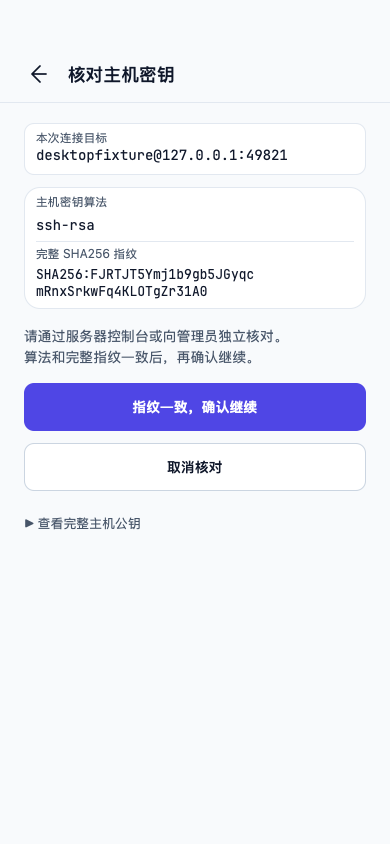 核对主机密钥
本次连接目标
desktopfixture@127.0.0.1:49821
主机密钥算法
ssh-rsa
完整 SHA256 指纹
SHA256:FJRTJT5Ymj1b9gb5JGyqc
mRnxSrkwFq4KLOTgZr31A0
请通过服务器控制台或向管理员独立核对。
算法和完整指纹一致后，再确认继续。
指纹一致，确认继续
取消核对
▶ 查看完整主机公钥